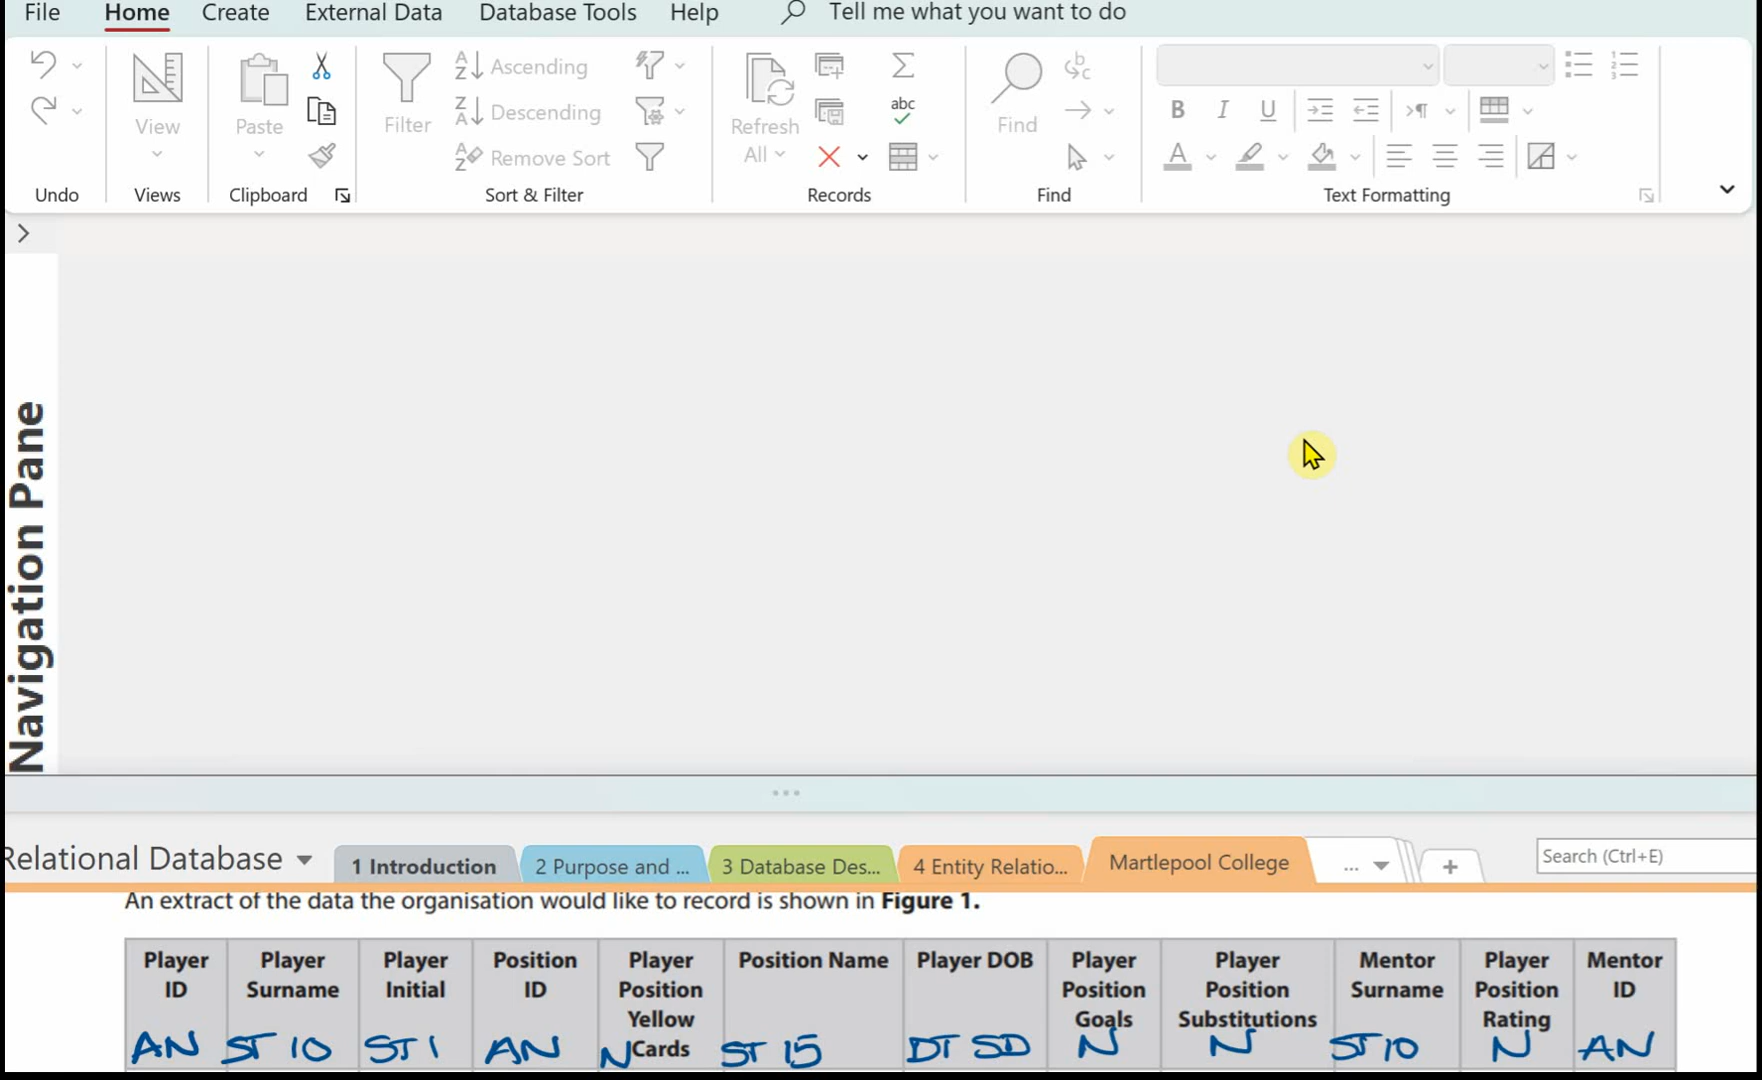 File Home Create External Data Database Tools Help Tell me what you want to do
Ascending
Descending
Remove Sort
View
Paste
Filter
Refresh
All
Find
abc
B I U
A
Undo Views Clipboard Sort & Filter Records Find Text Formatting
Navigation Pane
Relational Database 1 Introduction 2 Purpose and ... 3 Database Des... 4 Entity Relatio... Martlepool College ... + Search (Ctrl+E)
An extract of the data the organisation would like to record is shown in Figure 1.
Player Player Player Position Player Position Name Player DOB Player Player Mentor Player Mentor
ID Surname Initial ID Position Position Position Surname Position ID
Yellow Goals Substitutions Rating
Cards
AN ST 10 ST 1 AN N ST 15 DT SD N N ST 10 N AN